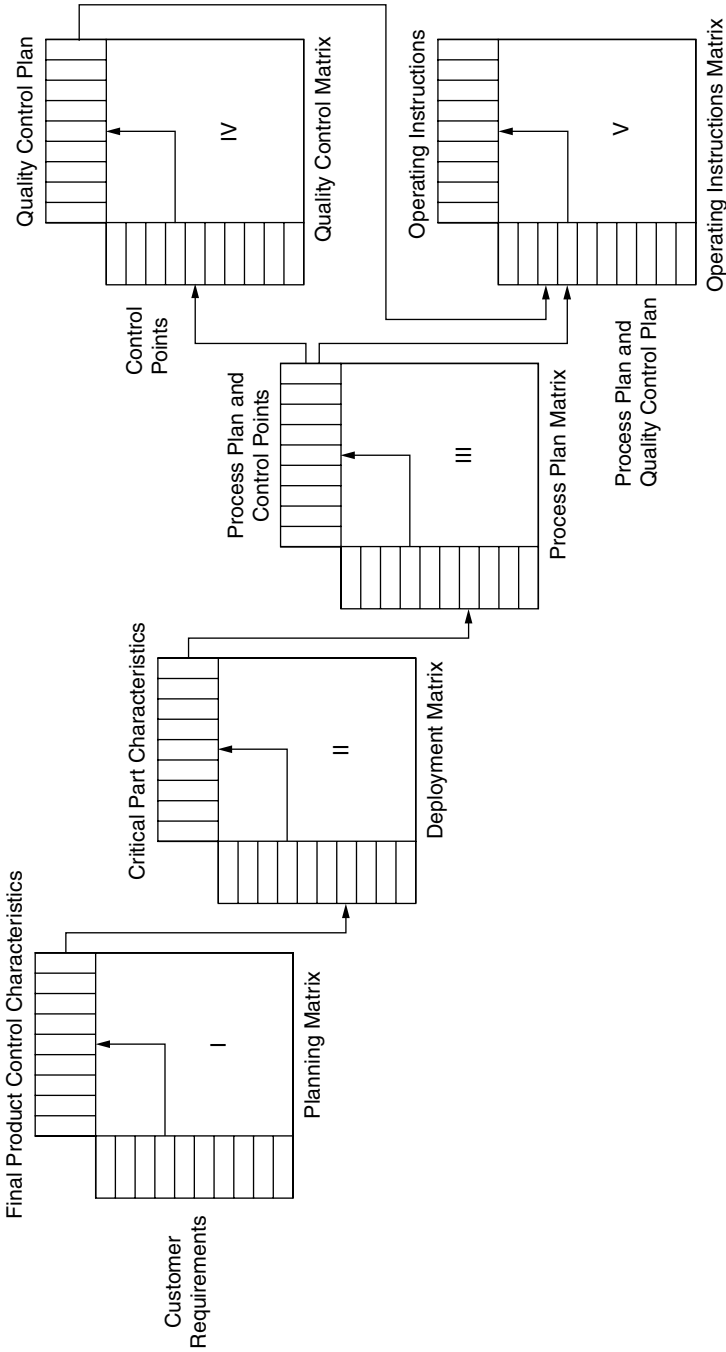 Customer
Requirements
Final Product Control Characteristics
I
Planning Matrix
Critical Part Characteristics
II
Deployment Matrix
Process Plan and
Control Points
III
Process Plan Matrix
Control
Points
Quality Control Plan
IV
Quality Control Matrix
Process Plan and
Quality Control Plan
Operating Instructions
V
Operating Instructions Matrix